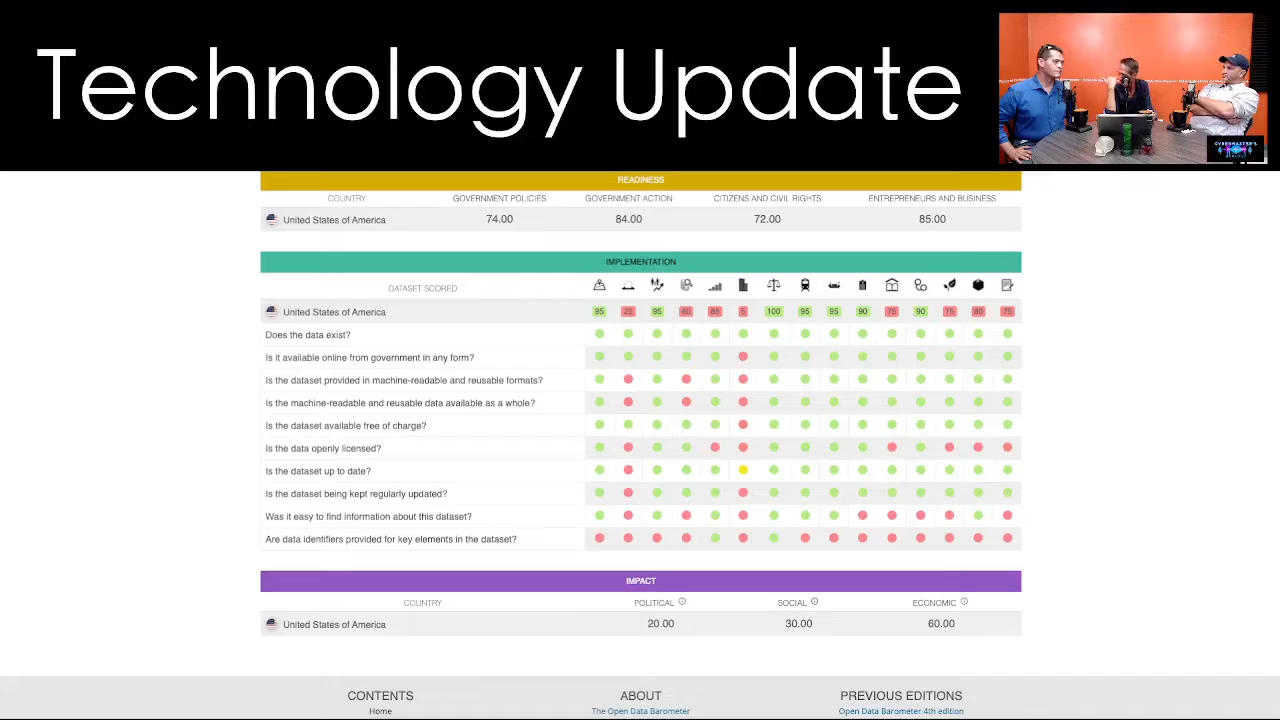 Technology Update
CYBERMASTER'S
READINESS
COUNTRY GOVERNMENT POLICIES GOVERNMENT ACTION CITIZENS AND CIVIL RIGHTS ENTREPRENEURS AND BUSINESS
United States of America 74.00 84.00 72.00 85.00
IMPLEMENTATION
DATASET SCORED
United States of America 95 95 5 100 95 95 90 75 90 75 80 75
Does the data exist?
Is it available online from government in any form?
Is the dataset provided in machine-readable and reusable formats?
Is the machine-readable and reusable data available as a whole?
Is the dataset available free of charge?
Is the data openly licensed?
Is the dataset up to date?
Is the dataset being kept regularly updated?
Was it easy to find information about this dataset?
Are data identifiers provided for key elements in the dataset?
IMPACT
COUNTRY POLITICAL SOCIAL ECONOMIC
United States of America 20.00 30.00 60.00
CONTENTS ABOUT PREVIOUS EDITIONS
Home The Open Data Barometer Open Data Barometer 4th edition